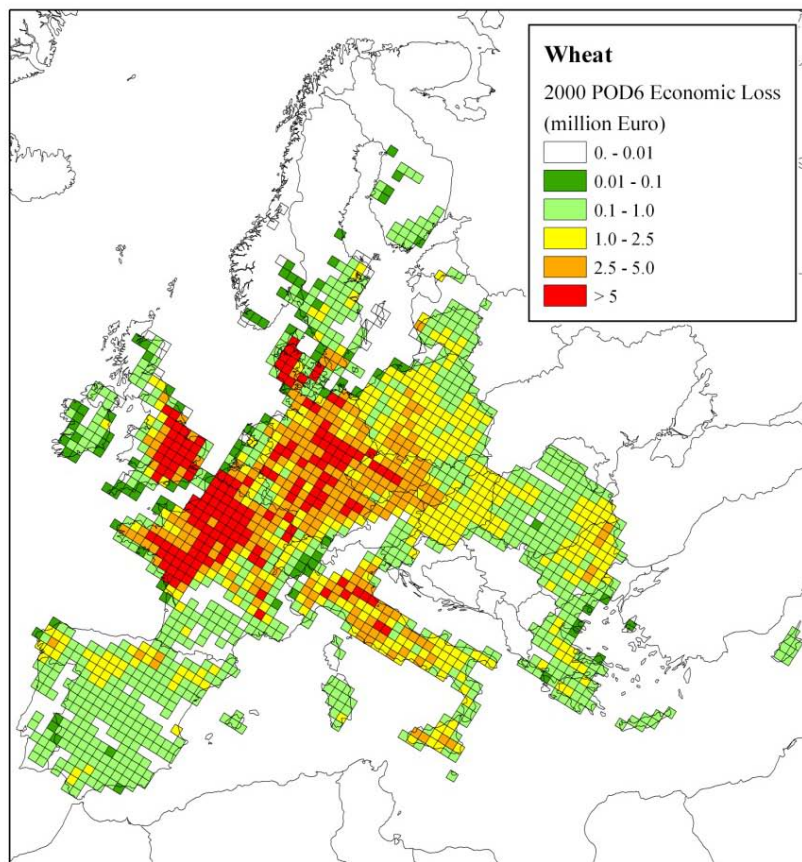 Wheat
2000 POD6 Economic Loss
(million Euro)
0. - 0.01
0.01 - 0.1
0.1 - 1.0
1.0 - 2.5
2.5 - 5.0
> 5